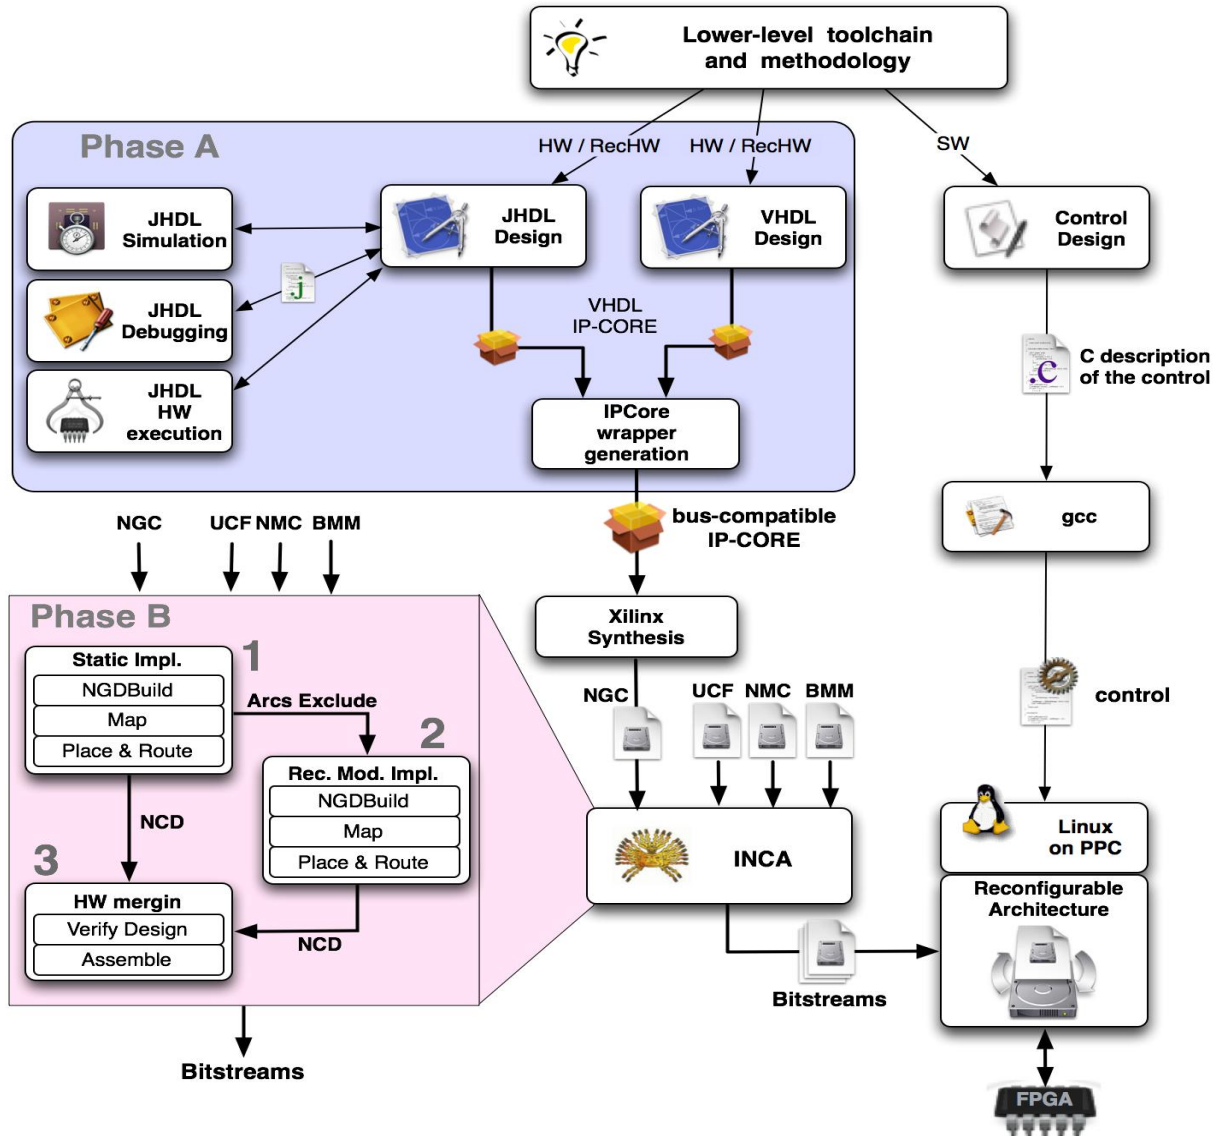 Lower-level toolchain
and methodology
Phase A
HW / RecHW
HW / RecHW
SW
JHDL
Simulation
JHDL
Design
VHDL
Design
Control
Design
.j
JHDL
Debugging
VHDL
IP-CORE
.C
C description
of the control
JHDL
HW
execution
IPCore
wrapper
generation
NGC
UCF
NMC
BMM
bus-compatible
IP-CORE
gcc
Phase B
Xilinx
Synthesis
1
Static Impl.
NGDBuild
Map
Place & Route
Arcs Exclude
2
Rec. Mod. Impl.
NGDBuild
Map
Place & Route
NCD
3
HW mergin
Verify Design
Assemble
NCD
Bitstreams
NGC
UCF
NMC
BMM
control
INCA
Linux
on PPC
Reconfigurable
Architecture
Bitstreams
FPGA